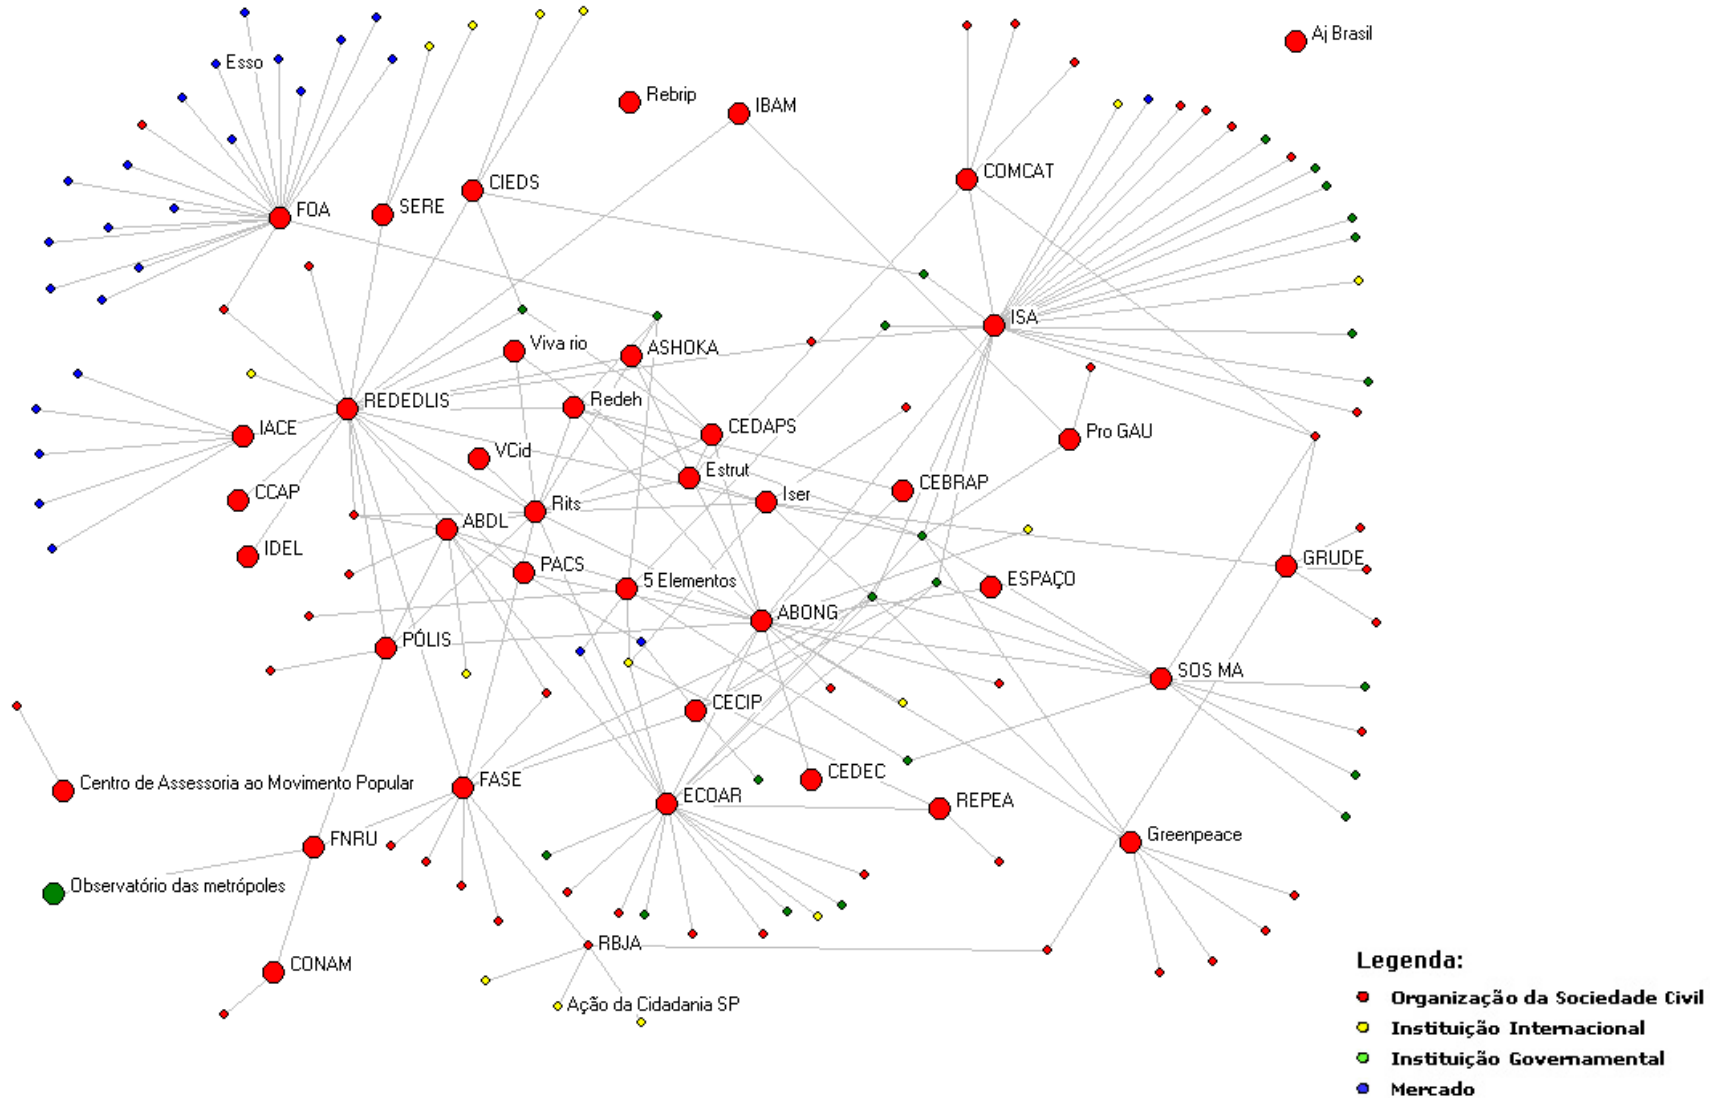 Aj Brasil
Esso
Rebrip
IBAM
COMCAT
CIEDS
SERE
FOA
ISA
Viva rio
ASHOKA
REDEDLIS
Redeh
IACE
CEDAPS
Pro GAU
VCid
Estrut
CEBRAP
CCAP
Rits
Iser
ABDL
IDEL
PACS
5 Elementos
ESPAÇO
GRUDE
ABONG
PÓLIS
SOS MA
CECIP
Centro de Assessoria ao Movimento Popular
FASE
CEDEC
ECOAR
REPEA
FNRU
Greenpeace
Observatório das metrópoles
RBJA
CONAM
Ação da Cidadania SP
Legenda:
Organização da Sociedade Civil
Instituição Internacional
Instituição Governamental
Mercado